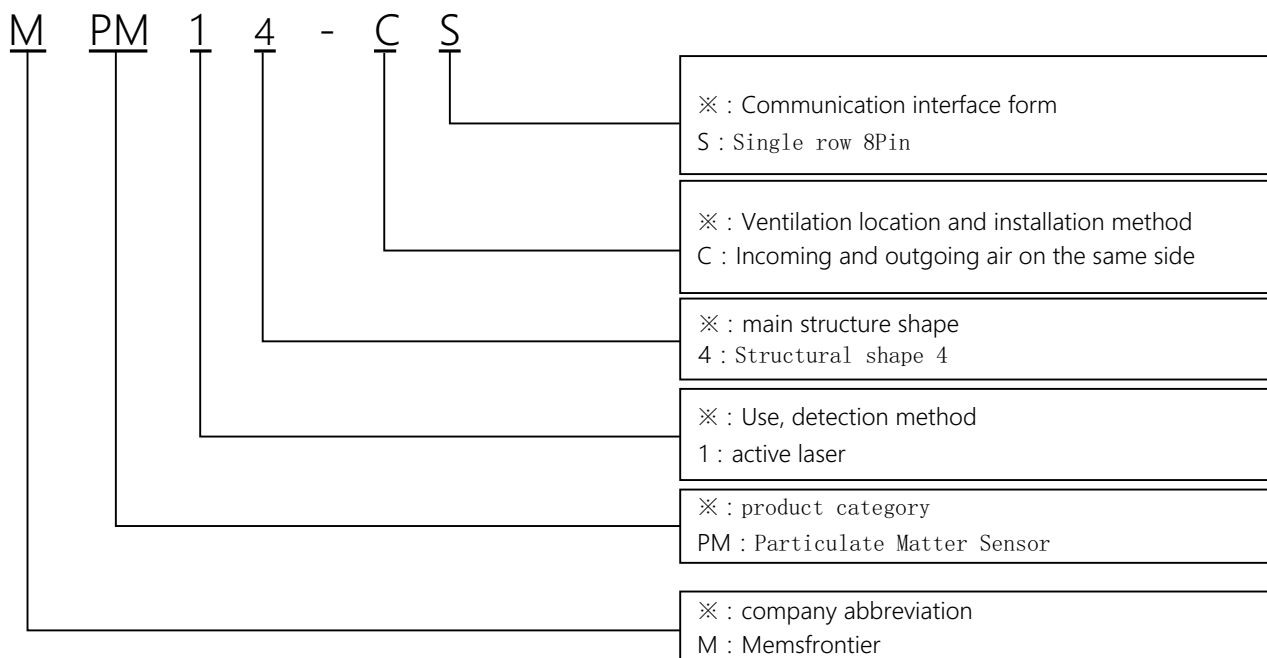 M PM 1 4 - C S
※：Communication interface form
S：Single row 8Pin
※：Ventilation location and installation method
C：Incoming and outgoing air on the same side
※：main structure shape
4：Structural shape 4
※：Use, detection method
1：active laser
※：product category
PM：Particulate Matter Sensor
※：company abbreviation
M：Memsfrontier